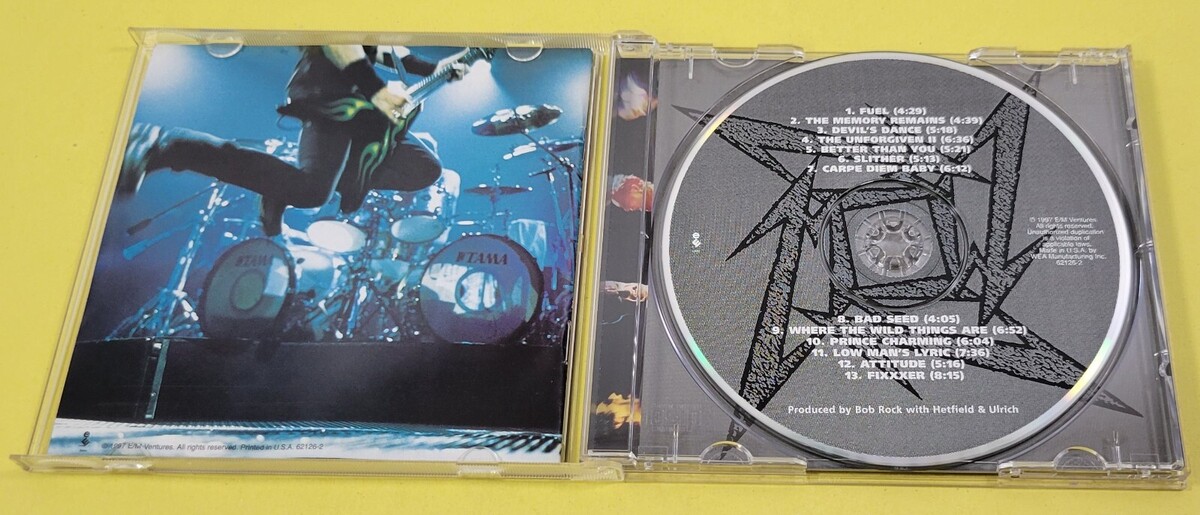 TAMA
TAMA
©1997 E/M Ventures. All rights reserved. Printed in U.S.A. 62126-2
1. FUEL (4:29)
2. THE MEMORY REMAINS (4:39)
3. DEVIL'S DANCE (5:18)
4. THE UNFORGIVEN II (6:36)
5. BETTER THAN YOU (5:21)
6. SLITHER (5:13)
7. CARPE DIEM BABY (6:12)
© 1997 E/M Ventures.
All rights reserved.
Unauthorized duplication
is a violation of
applicable laws.
Made in U.S.A. by
WEA Manufacturing Inc.
62126-2
8. BAD SEED (4:05)
9. WHERE THE WILD THINGS ARE (6:52)
10. PRINCE CHARMING (6:04)
11. LOW MAN'S LYRIC (7:36)
12. ATTITUDE (5:16)
13. FIXXXER (8:15)
Produced by Bob Rock with Hetfield & Ulrich